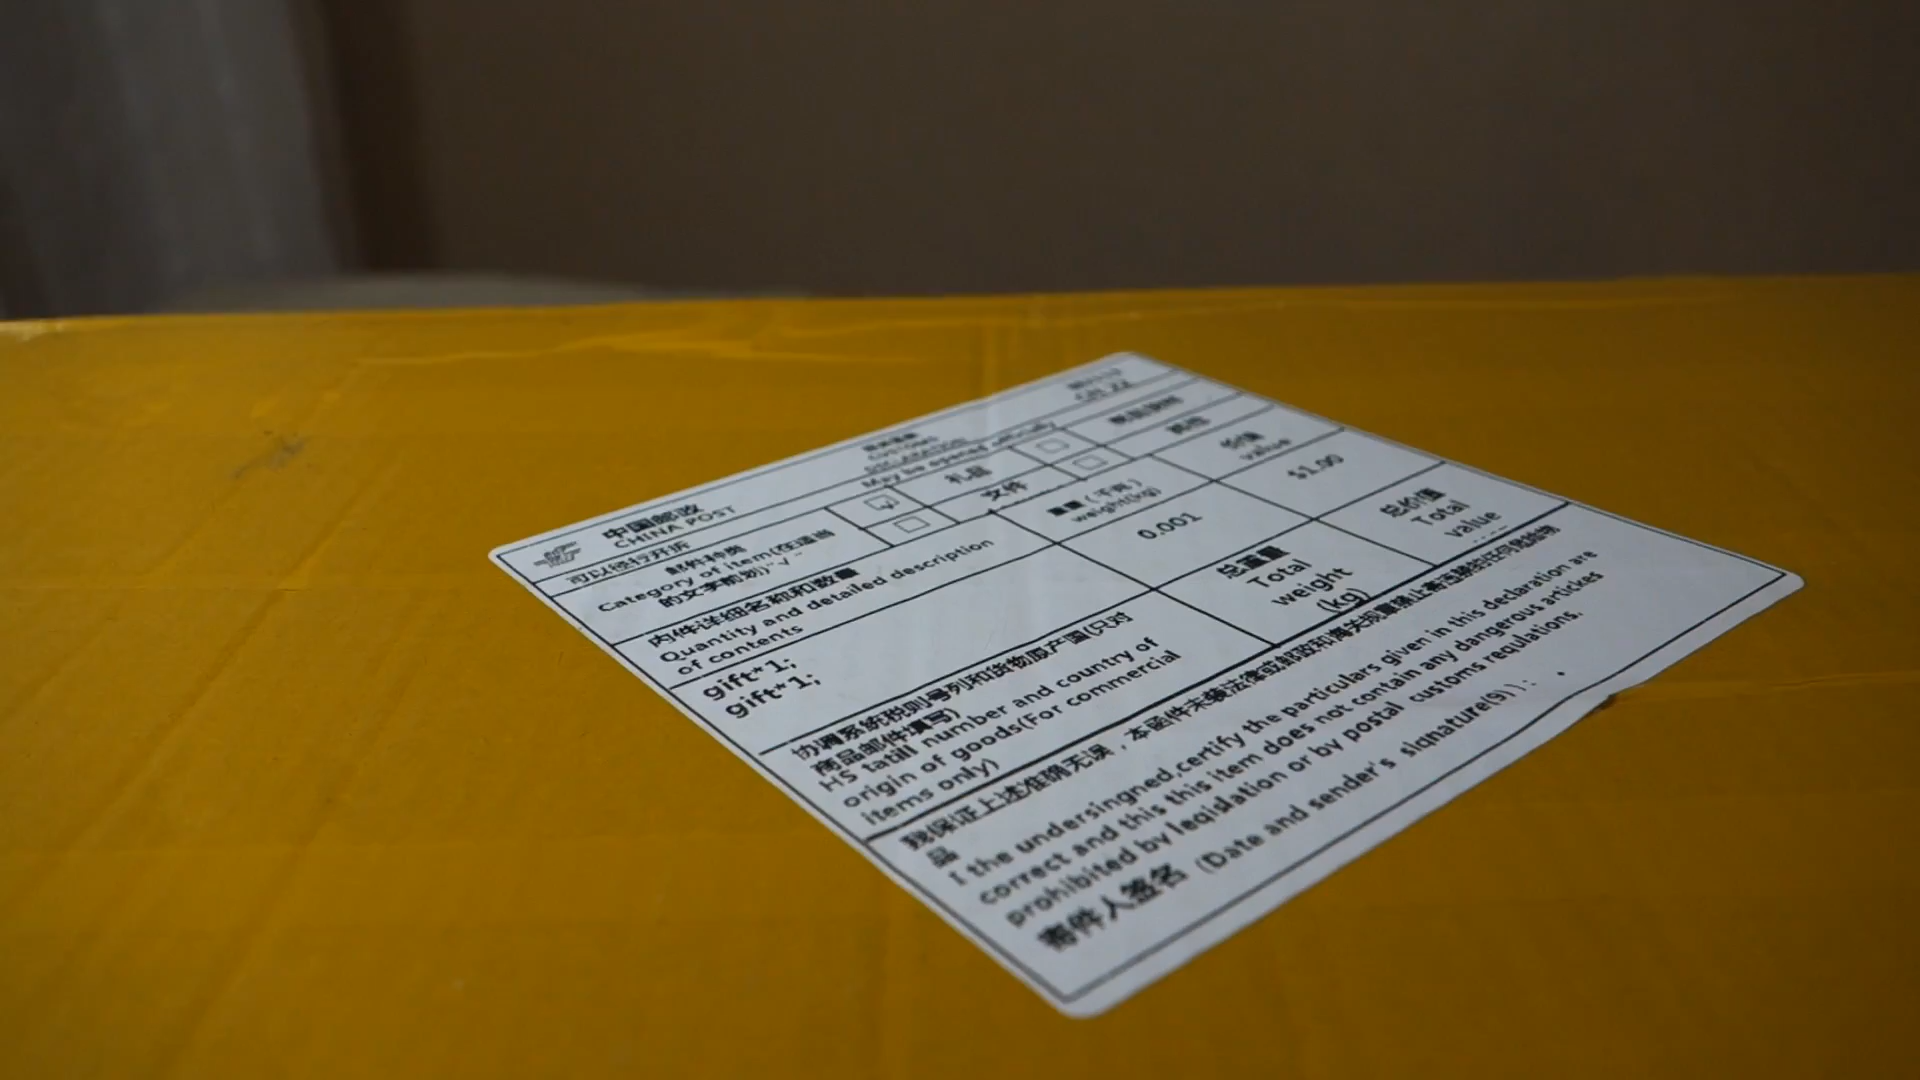 中国邮政
CHINA POST
CUSTOMS
DECLARATION
May be opened officially
CN 22
可以径行开拆
邮件种类
Category of item(在适当
的文字前划)"√"
礼品
文件
内件详细名称和数量
Quantity and detailed description
of contents
重量(千克)
weight(kg)
价值
value
gift*1;
gift*1;
0.001
$1.00
协调系统税则号列和货物原产国(只对
商品邮件填写)
HS tatill number and country of
origin of goods(For commercial
items only)
总重量
Total
weight
(kg)
总价值
Total
value
我保证上述准确无误,本函件未装法律或邮政和海关规章禁止寄递的任何危险物
品
I the undersingned,certify the particulars given in this declaration are
correct and this this item does not contain any dangerous artickes
prohibited by legislation or by postal customs regulations.
寄件人签名 (Date and sender's signature(9)):